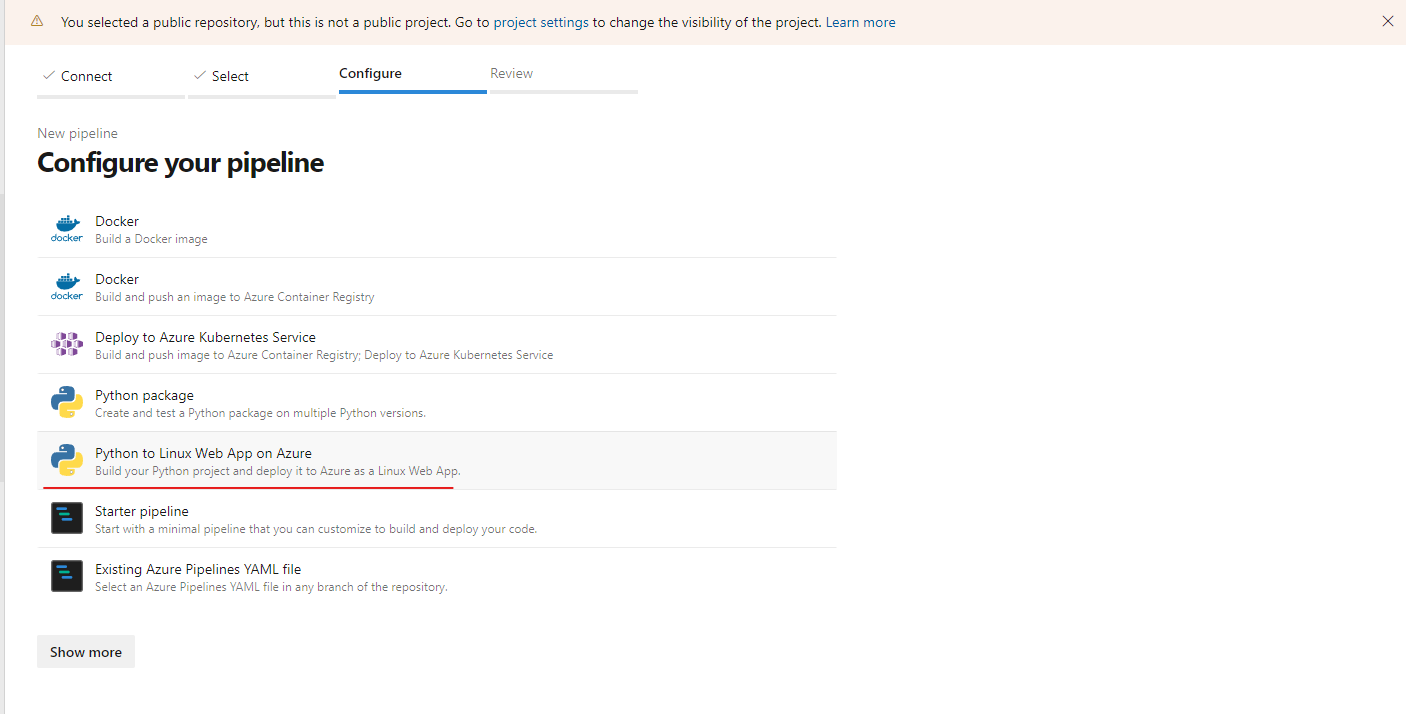 You selected a public repository, but this is not a public project. Go to project settings to change the visibility of the project. Learn more
Connect
Select
Configure
Review
New pipeline
Configure your pipeline
docker
Docker
Build a Docker image
docker
Docker
Build and push an image to Azure Container Registry
Deploy to Azure Kubernetes Service
Build and push image to Azure Container Registry; Deploy to Azure Kubernetes Service
Python package
Create and test a Python package on multiple Python versions.
Python to Linux Web App on Azure
Build your Python project and deploy it to Azure as a Linux Web App.
Starter pipeline
Start with a minimal pipeline that you can customize to build and deploy your code.
Existing Azure Pipelines YAML file
Select an Azure Pipelines YAML file in any branch of the repository.
Show more